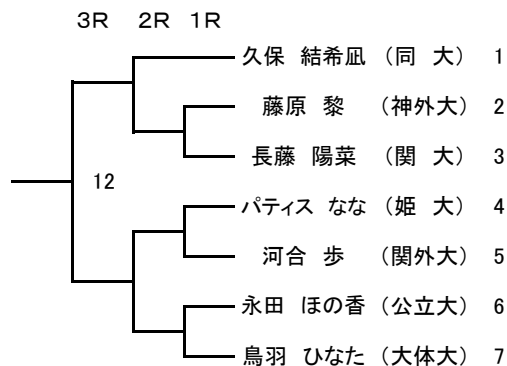 3R 2R 1R
久保 結希凪 (同 大) 1
藤原 黎 (神外大) 2
長藤 陽菜 (関 大) 3
12
パティス なな (姫 大) 4
河合 歩 (関外大) 5
永田 ほの香 (公立大) 6
鳥羽 ひなた (大体大) 7